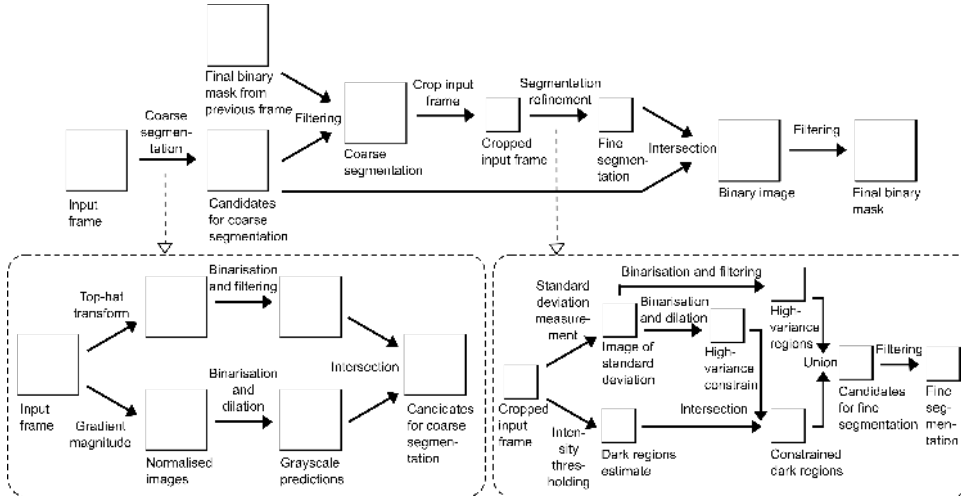 Final binary
mask from
previous frame
Coarse
segmen-
tation
Input
frame
Candidates
for coarse
segmentation
Filtering
Coarse
segmentation
Crop input
frame
Cropped
input frame
Segmentation
refinement
Fine
segmen-
tation
Intersection
Binary image
Filtering
Final binary
mask
Input
frame
Top-hat
transform
Gradient
magnitude
Binarisation
and filtering
Normalised
images
Binarisation
and
dilation
Grayscale
predictions
Intersection
Candidates
for coarse
segmen-
tation
Cropped
input frame
Standard
deviation
measure-
ment
Inten-
sity
thres-
holding
Binarisation and filtering
Image of
standard
deviation
Binarisation
and dilation
High-
variance
constrain
Dark regions
estimate
Intersection
Constrained
dark regions
High-
variance
regions
Union
Candidates
for fine
segmentation
Filtering
Fine
seg-
men-
tation